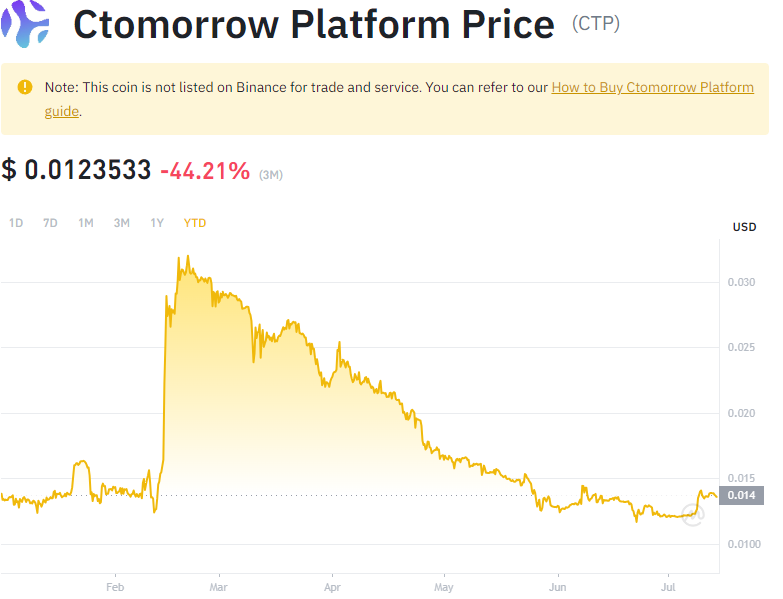 Ctomorrow Platform Price (CTP)
Note: This coin is not listed on Binance for trade and service. You can refer to our How to Buy Ctomorrow Platform
guide.
$ 0.0123533 -44.21% (3M)
1D 7D 1M 3M 1Y YTD
USD
0.030
0.025
0.020
0.015
0.014
0.0100
Feb Mar Apr May Jun Jul